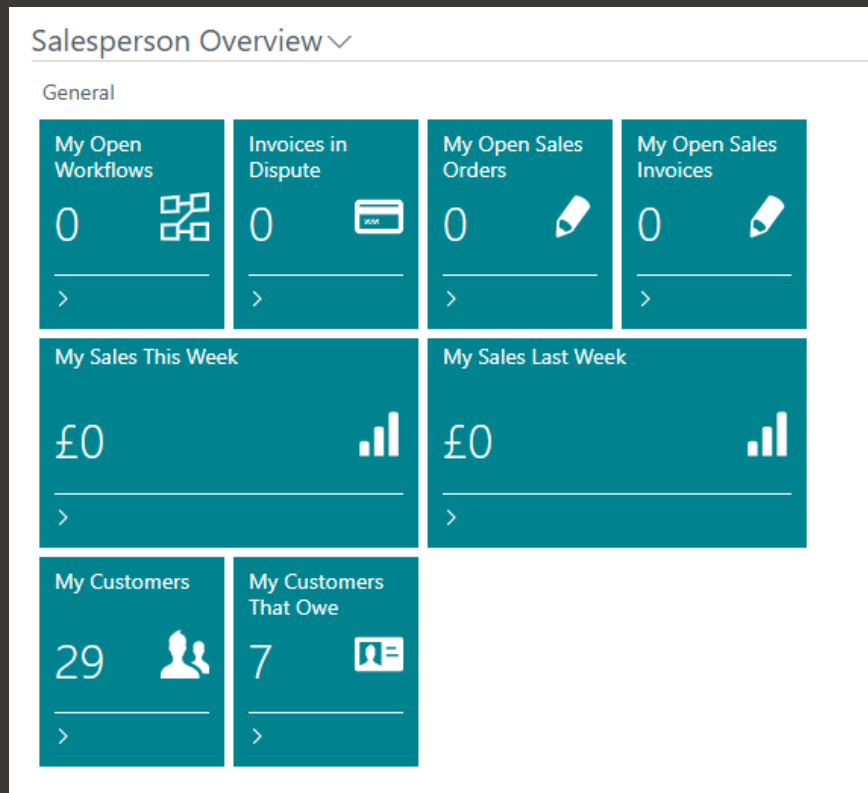 Salesperson Overview
General
My Open
Workflows
0
Invoices in
Dispute
0
My Open Sales
Orders
0
My Open Sales
Invoices
0
My Sales This Week
£0
My Sales Last Week
£0
My Customers
29
My Customers
That Owe
7